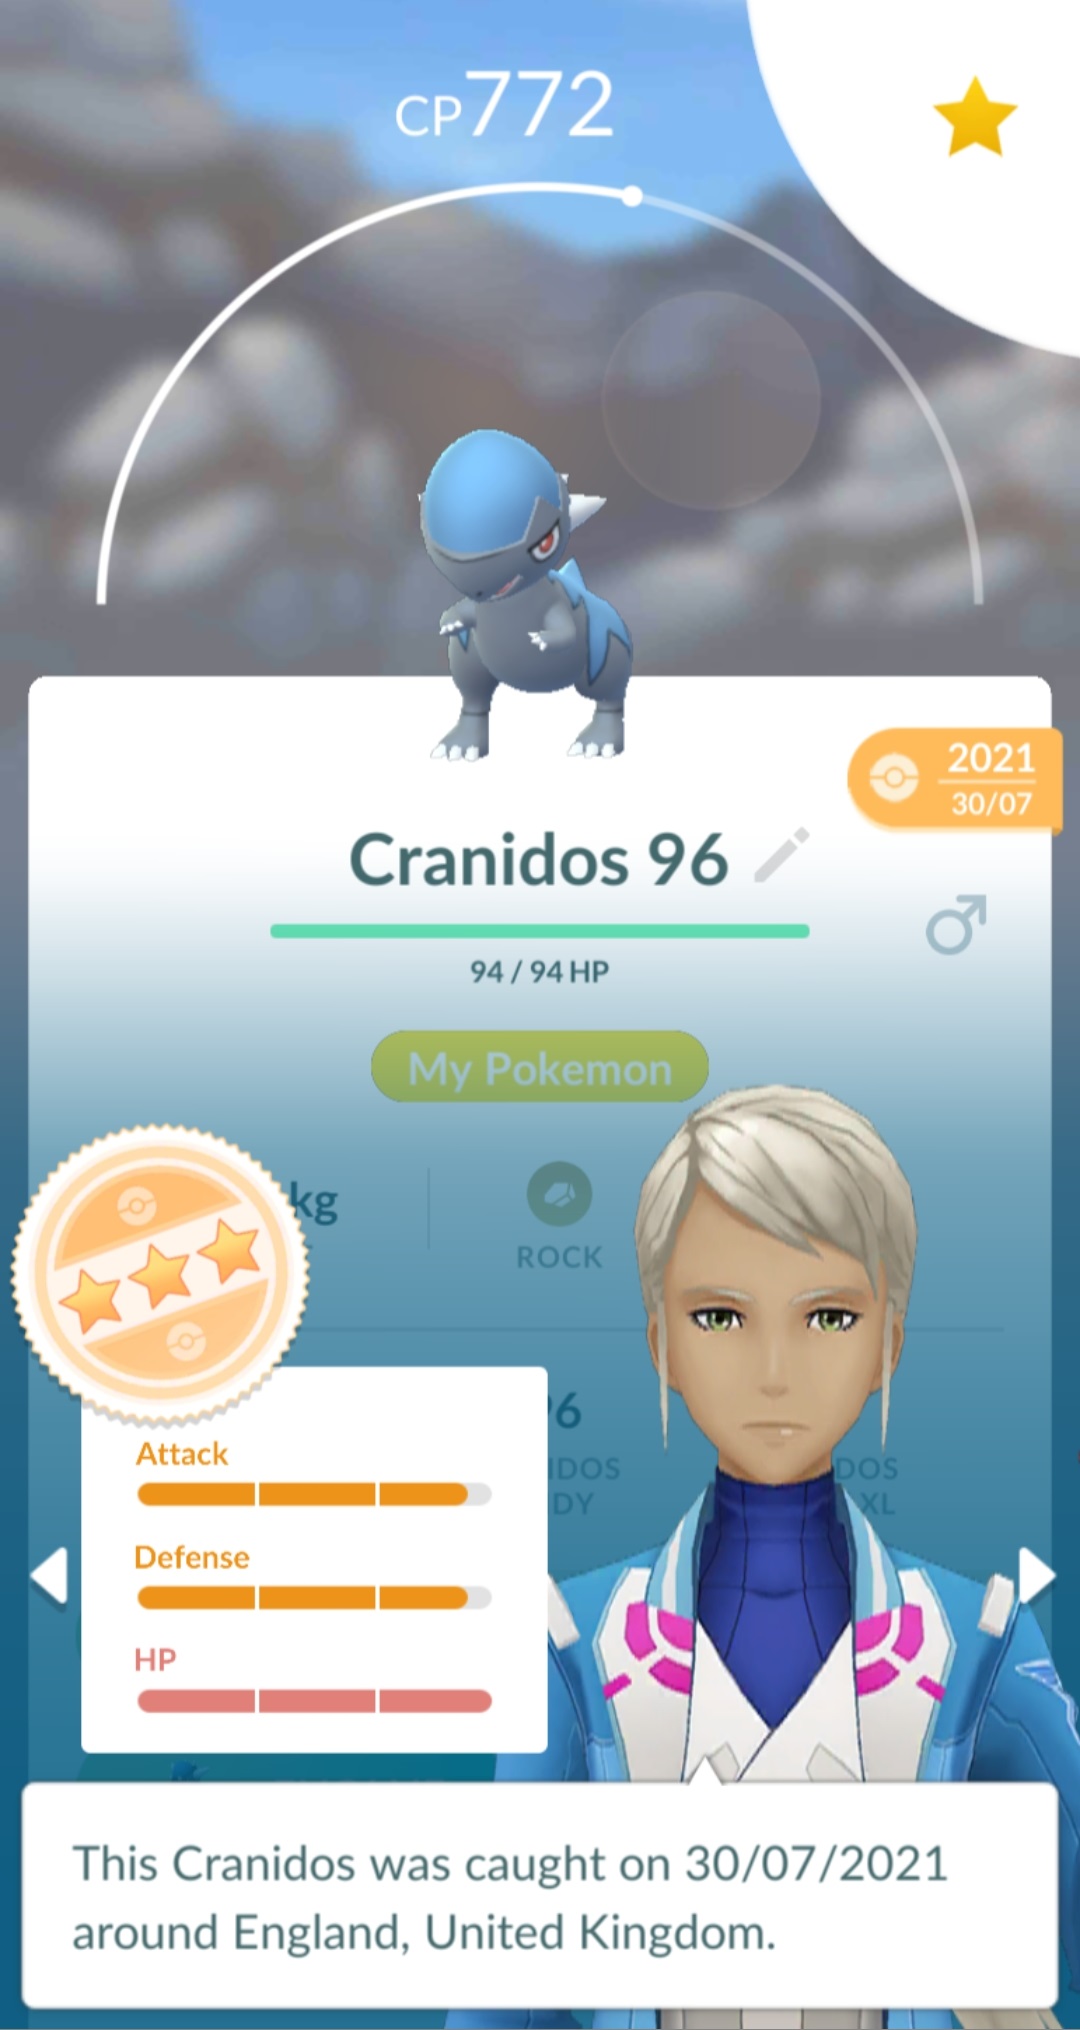 CP772
2021
30/07
Cranidos 96
94 / 94 HP
My Pokemon
kg
ROCK
Attack
Defense
HP
XL
This Cranidos was caught on 30/07/2021
around England, United Kingdom.